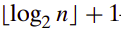 ⌊log₂ n⌋ + 1